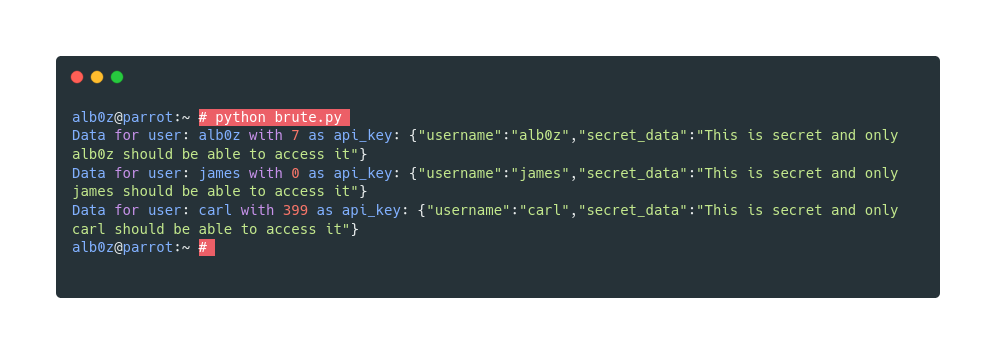 alb0z@parrot:~ # python brute.py
Data for user: alb0z with 7 as api_key: {"username":"alb0z","secret_data":"This is secret and only
alb0z should be able to access it"}
Data for user: james with 0 as api_key: {"username":"james","secret_data":"This is secret and only
james should be able to access it"}
Data for user: carl with 399 as api_key: {"username":"carl","secret_data":"This is secret and only
carl should be able to access it"}
alb0z@parrot:~ #